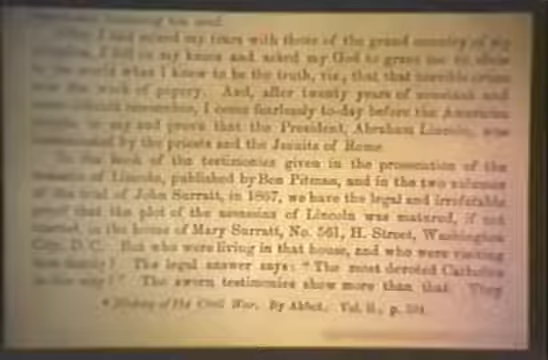 I had mixed my tears with those of the grand country of my
I fell on my knees and asked my God to grant me to show
to the world what I knew to be the truth, viz, that that horrible crime
was the work of popery. And, after twenty years of constant and
researches, I come fearlessly to-day before the American
to say and prove that the President, Abraham Lincoln, was
by the priests and the Jesuits of Rome
In the book of the testimonies given in the prosecution of the
of Lincoln, published by Ben Pitman, and in the two volumes
of the trial of John Surratt, in 1867, we have the legal and irrefutable
proof that the plot of the assassins of Lincoln was matured, if not
started, in the house of Mary Surratt, No. 561, H. Street, Washington
City, D. C. But who were living in that house, and who were visiting
that family? The legal answer says: "The most devoted Catholics
in the city!" The sworn testimonies show more than that. They
* History of the Civil War. By Abbot. Vol. II., p. 594.